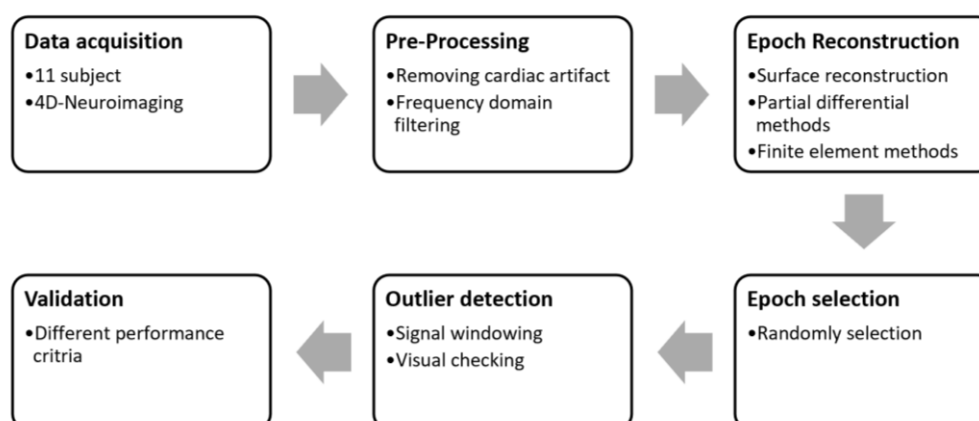 Data acquisition
•11 subject
•4D-Neuroimaging
Pre-Processing
•Removing cardiac artifact
•Frequency domain
filtering
Epoch Reconstruction
•Surface reconstruction
•Partial differential
methods
•Finite element methods
Epoch selection
•Randomly selection
Outlier detection
•Signal windowing
•Visual checking
Validation
•Different performance
critria